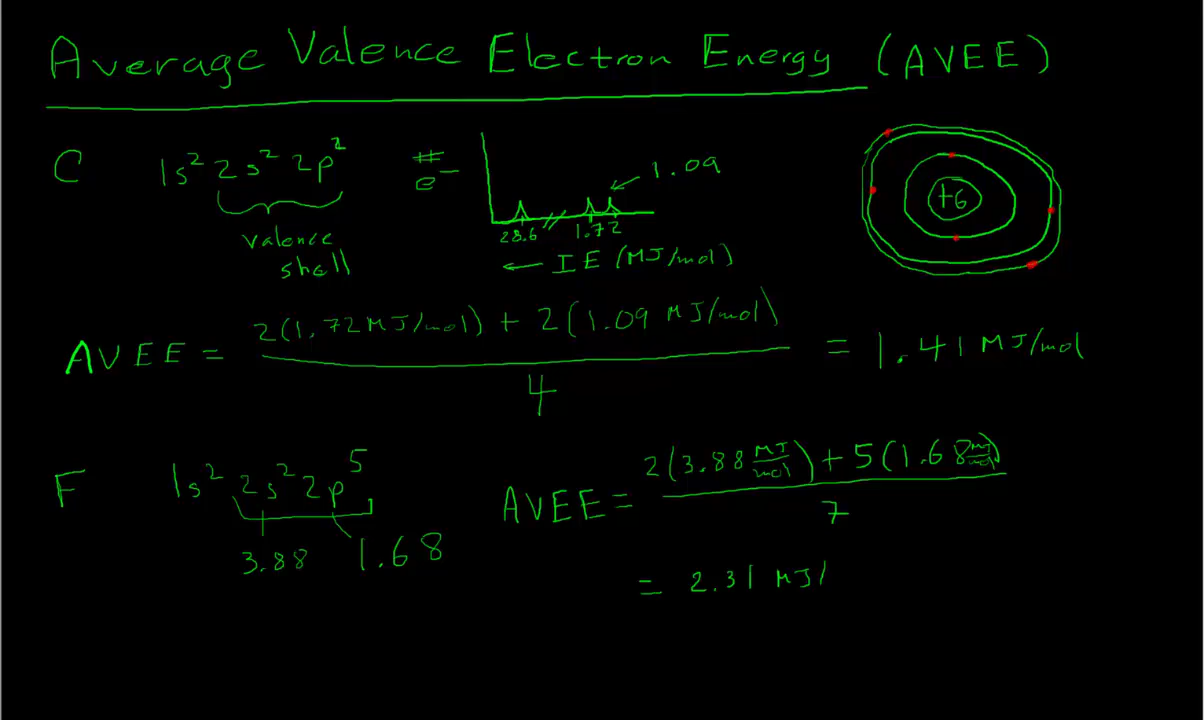 Average Valence Electron Energy (AVEE)
C 1s² 2s² 2p² # e⁻ 1.09 +6
28.6 1.72
valence shell
← IE (MJ/mol)
AVEE = 2(1.72 MJ/mol) + 2(1.09 MJ/mol) / 4 = 1.41 MJ/mol
F 1s² 2s² 2p⁵ AVEE = 2(3.88 MJ/mol) + 5(1.68 MJ/mol) / 7
3.88 1.68
= 2.31 MJ/